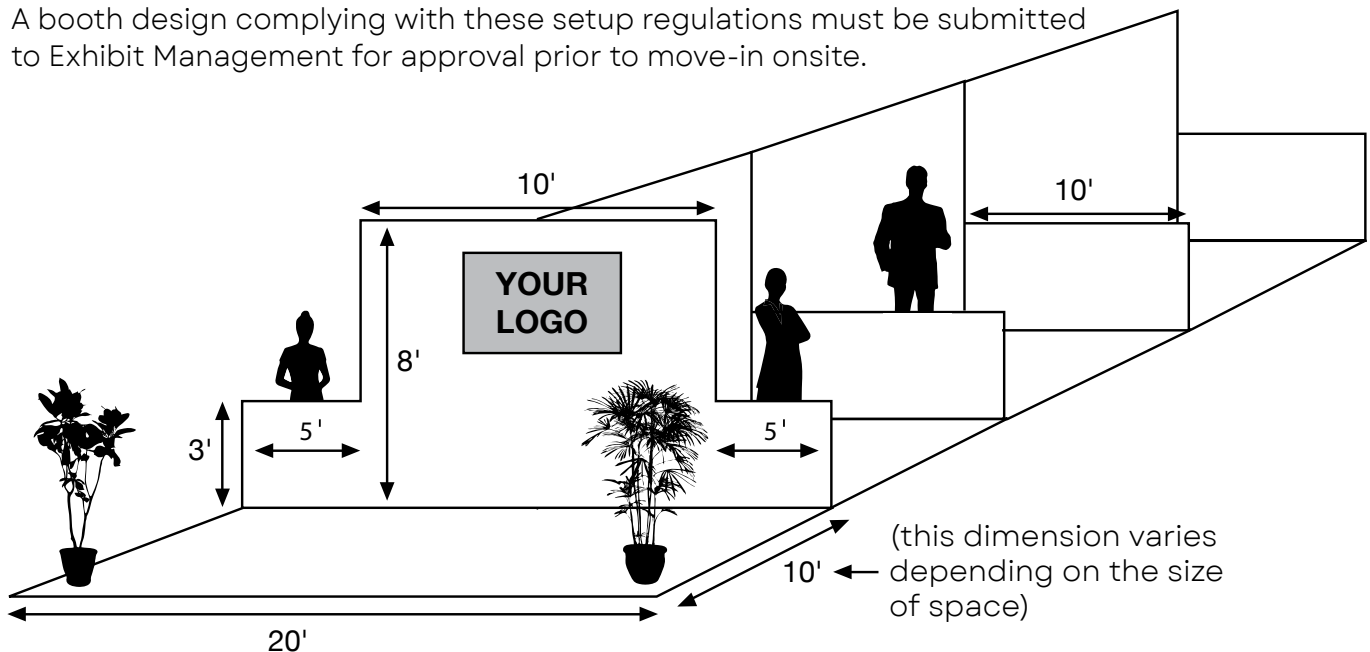 A booth design complying with these setup regulations must be submitted
to Exhibit Management for approval prior to move-in onsite.
10'
10'
YOUR
LOGO
8'
3'
5'
5'
(this dimension varies
10'
depending on the size
of space)
20'